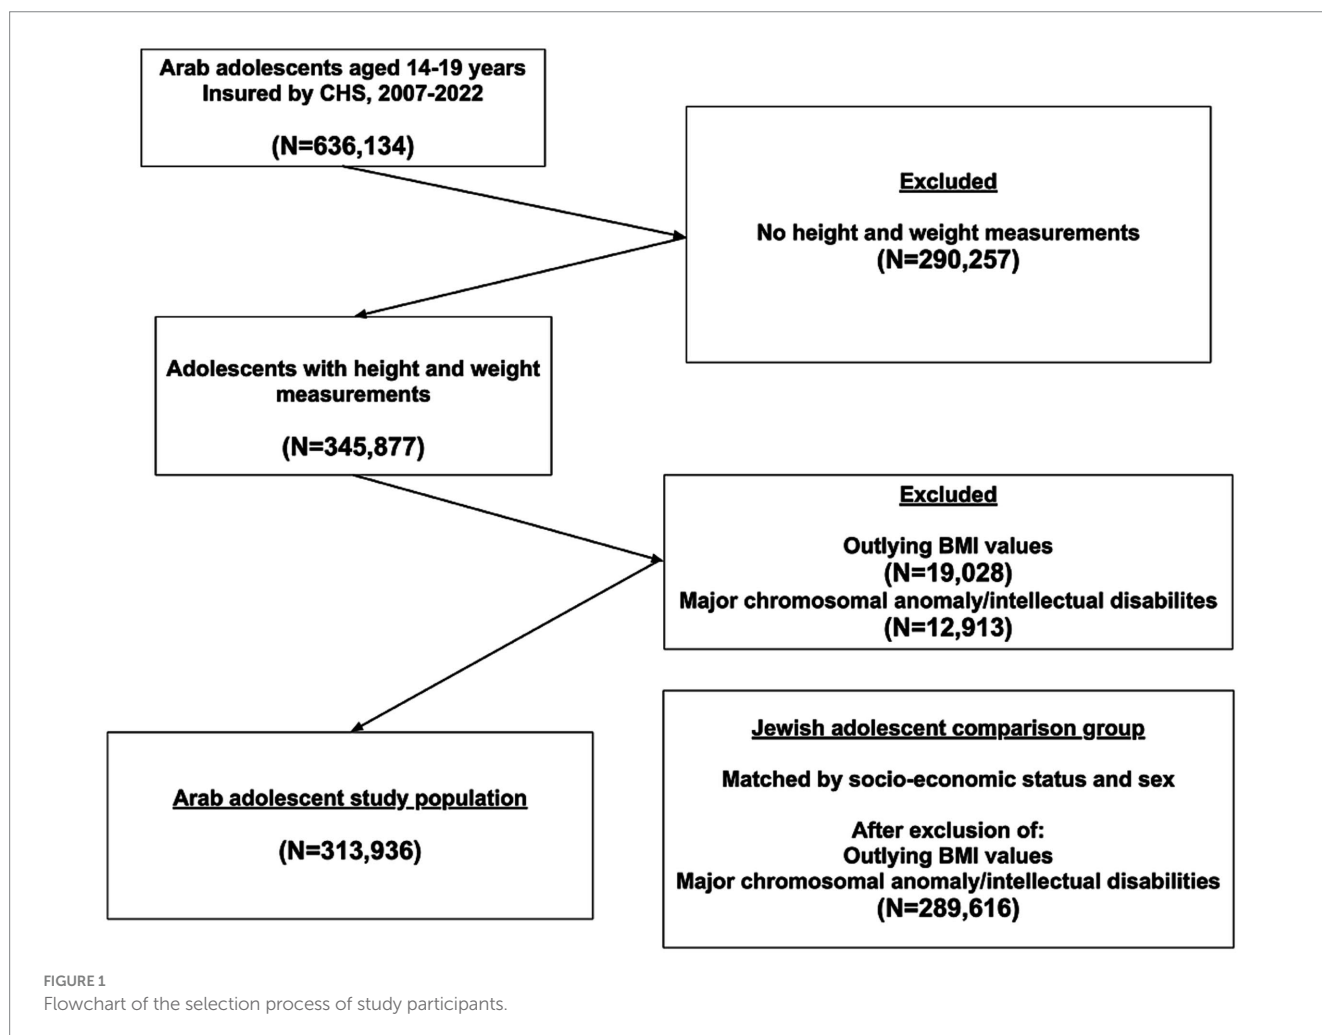 Arab adolescents aged 14-19 years
Insured by CHS, 2007-2022
(N=636,134)
Excluded
No height and weight measurements
(N=290,257)
Adolescents with height and weight
measurements
(N=345,877)
Excluded
Outlying BMI values
(N=19,028)
Major chromosomal anomaly/intellectual disabilites
(N=12,913)
Jewish adolescent comparison group
Matched by socio-economic status and sex
After exclusion of:
Outlying BMI values
Major chromosomal anomaly/intellectual disabilities
(N=289,616)
Arab adolescent study population
(N=313,936)
FIGURE 1
Flowchart of the selection process of study participants.